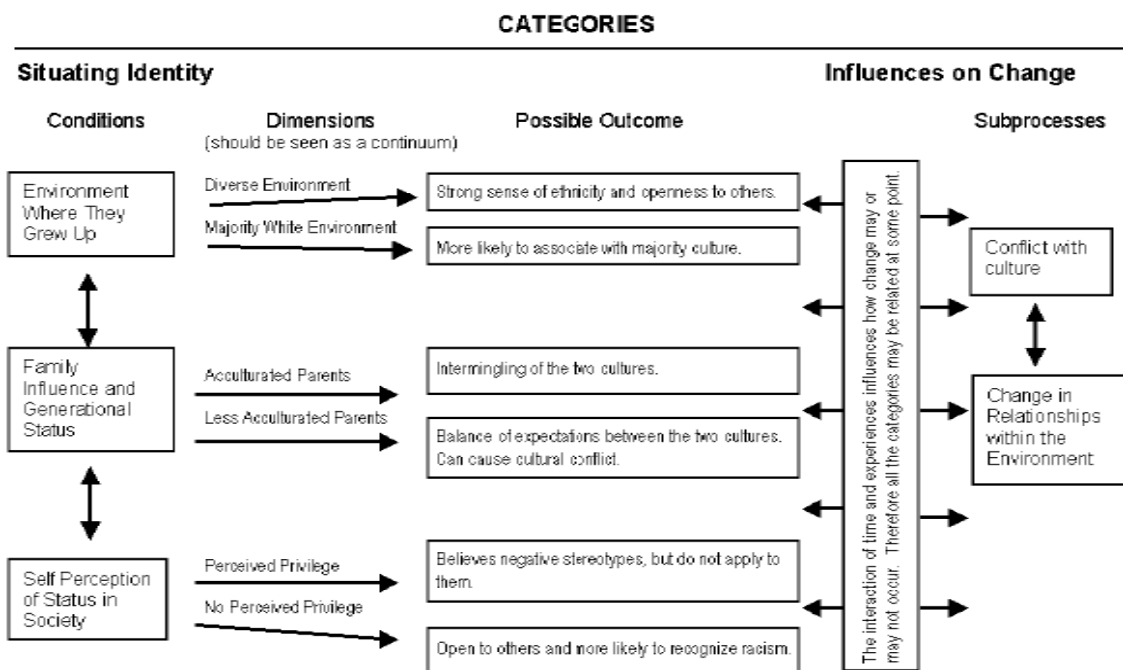 CATEGORIES
Situating Identity
Influences on Change
Conditions
Dimensions
(should be seen as a continuum)
Possible Outcome
Subprocesses
Environment
Where They
Grew Up
Diverse Environment
Majority White Environment
Strong sense of ethnicity and openness to others.
More likely to associate with majority culture.
Family
Influence and
Generational
Status
Acculturated Parents
Less Acculturated Parents
Intermingling of the two cultures.
Balance of expectations between the two cultures.
Can cause cultural conflict.
Self Perception
of Status in
Society
Perceived Privilege
No Perceived Privilege
Believes negative stereotypes, but do not apply to
them.
Open to others and more likely to recognize racism.
The interaction of time and experiences influences how change may or
may not occur. Therefore all the categories may be related at some point.
Conflict with
culture
Change in
Relationships
within the
Environment